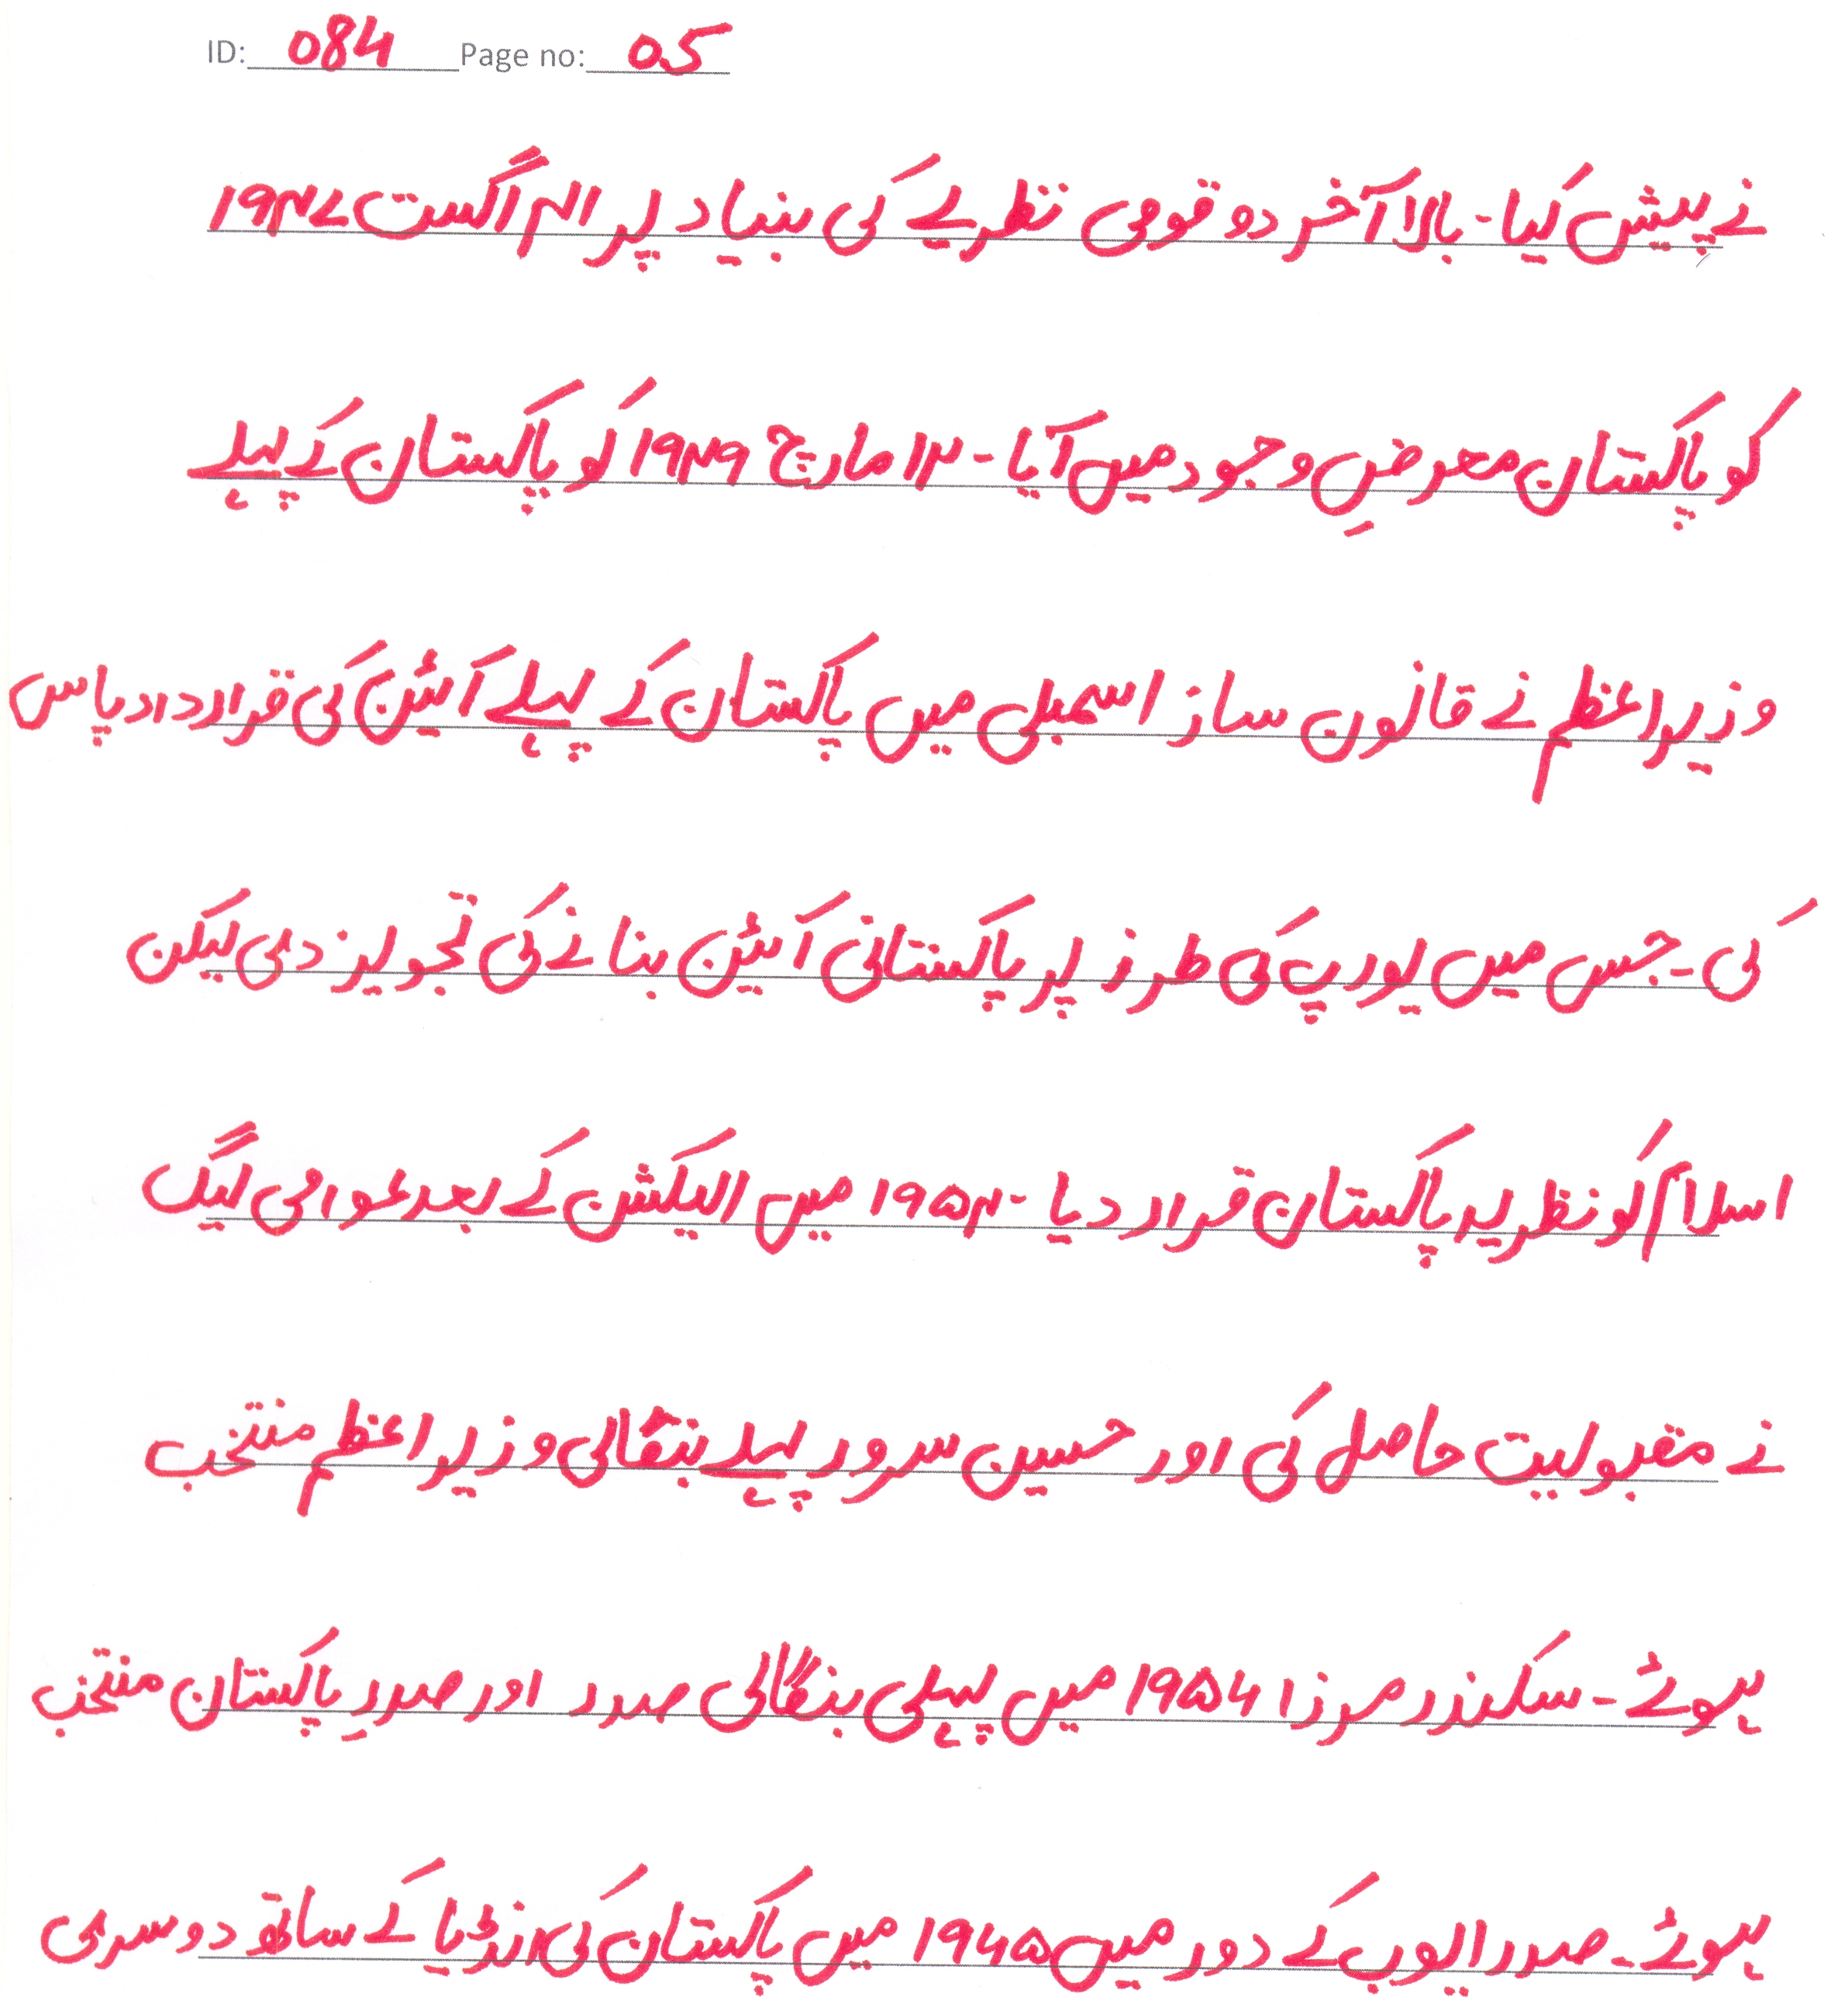 ID: 084 Page no: 05
نے پیش کیا۔ بالا آخر دو قومی نظریے کی بنیاد پر ۱۴ اگست ۱۹۴۷
کو پاکستان معرضِ وجود میں آیا۔ ۱۲ مارچ ۱۹۴۹ کو پاکستان کے پہلے
وزیراعظم نے قانون ساز اسمبلی میں پاکستان کے پہلے آئین کی قرارداد پاس
کی۔ جس میں یورپ کی طرز پر پاکستانی آئین بنانے کی تجویز دی لیکن
اسلام کو نظریہ پاکستان قرار دیا۔ ۱۹۵۴ میں الیکشن کے بعد عوامی لیگ
نے مقبولیت حاصل کی اور حسین سرور پہلے بنگالی وزیراعظم منتخب
ہوئے۔ سکندر مرزا ۱۹۵۶ میں پہلی بنگالی صدر اور صدرِ پاکستان منتخب
ہوئے۔ صدر ایوب کے دور میں ۱۹۶۵ میں پاکستان کی انڈیا کے ساتھ دوسری